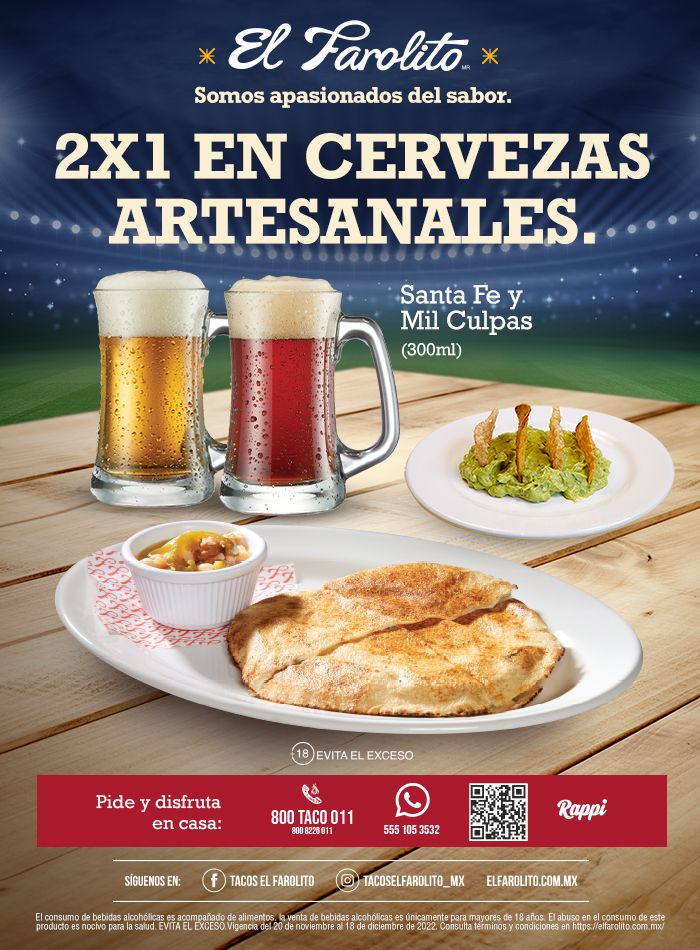 El Farolito MR
Somos apasionados del sabor.
2X1 EN CERVEZAS
ARTESANALES.
Santa Fe y
Mil Culpas
(300ml)
18 EVITA EL EXCESO
Pide y disfruta
en casa:
800 TACO 011
800 8226 011
555 105 3532
Rappi
SÍGUENOS EN:
TACOS EL FAROLITO
TACOSELFAROLITO_MX
ELFAROLITO.COM.MX
El consumo de bebidas alcohólicas es acompañado de alimentos, la venta de bebidas alcohólicas es únicamente para mayores de 18 años. El abuso en el consumo de este
producto es nocivo para la salud. EVITA EL EXCESO.Vigencia del 20 de noviembre al 18 de diciembre de 2022. Consulta términos y condiciones en https://elfarolito.com.mx/